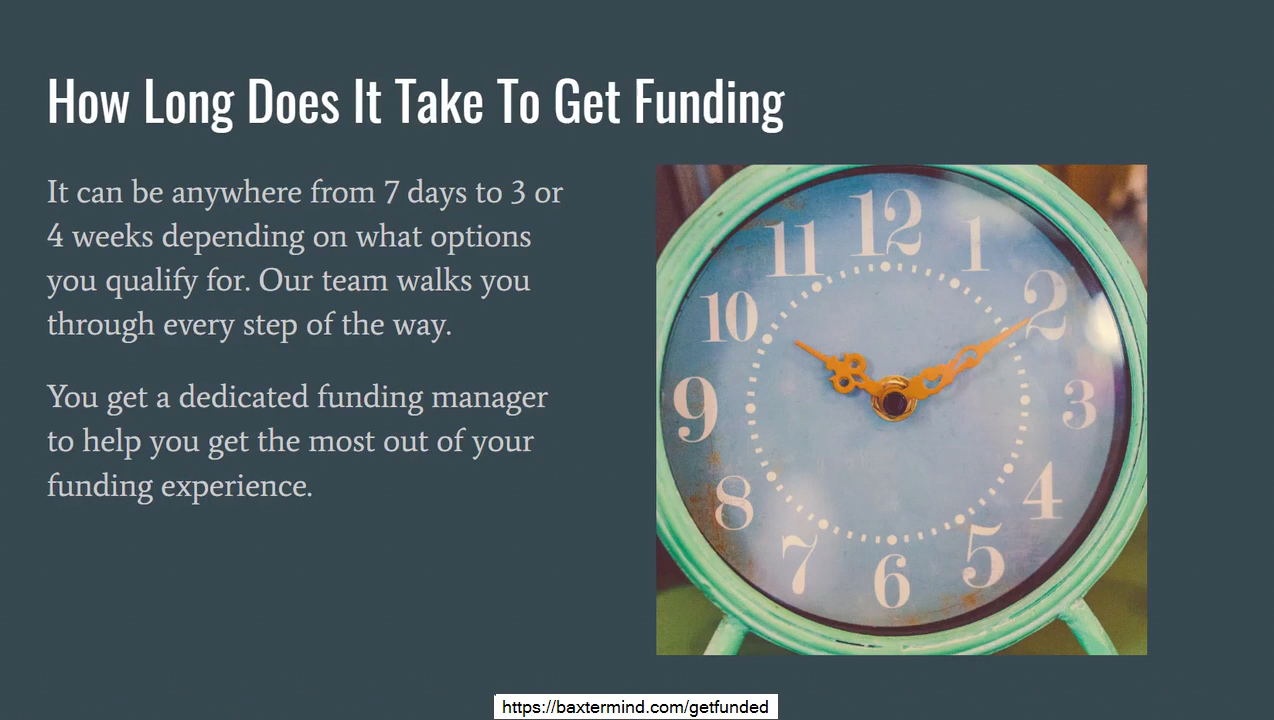 How Long Does It Take To Get Funding
It can be anywhere from 7 days to 3 or
4 weeks depending on what options
you qualify for. Our team walks you
through every step of the way.
You get a dedicated funding manager
to help you get the most out of your
funding experience.
12
11
1
10
2
9
3
8
4
7
5
6
https://baxtermind.com/getfunded